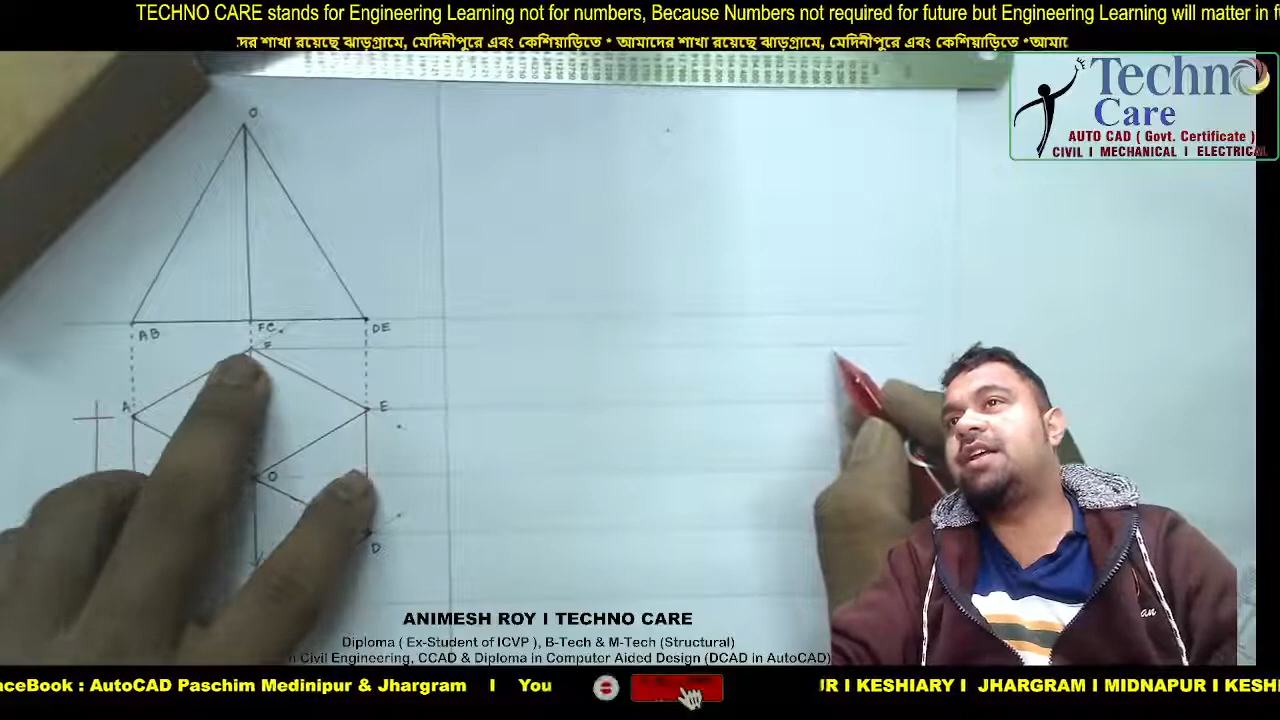 TECHNO CARE stands for Engineering Learning not for numbers, Because Numbers not required for future but Engineering Learning will matter in f
দের শাখা রয়েছে ঝাড়গ্রামে, মেদিনীপুরে এবং কেশিয়াড়িতে * আমাদের শাখা রয়েছে ঝাড়গ্রামে, মেদিনীপুরে এবং কেশিয়াড়িতে *আমা
Techno
Care
AUTO CAD ( Govt. Certificate )
CIVIL I MECHANICAL I ELECTRICAL
O
AB
FC
DE
F
A
E
O
D
ANIMESH ROY I TECHNO CARE
Diploma ( Ex-Student of ICVP ), B-Tech & M-Tech (Structural)
n Civil Engineering, CCAD & Diploma in Computer Aided Design (DCAD in AutoCAD)
aceBook : AutoCAD Paschim Medinipur & Jhargram I You
UR I KESHIARY I JHARGRAM I MIDNAPUR I KESH